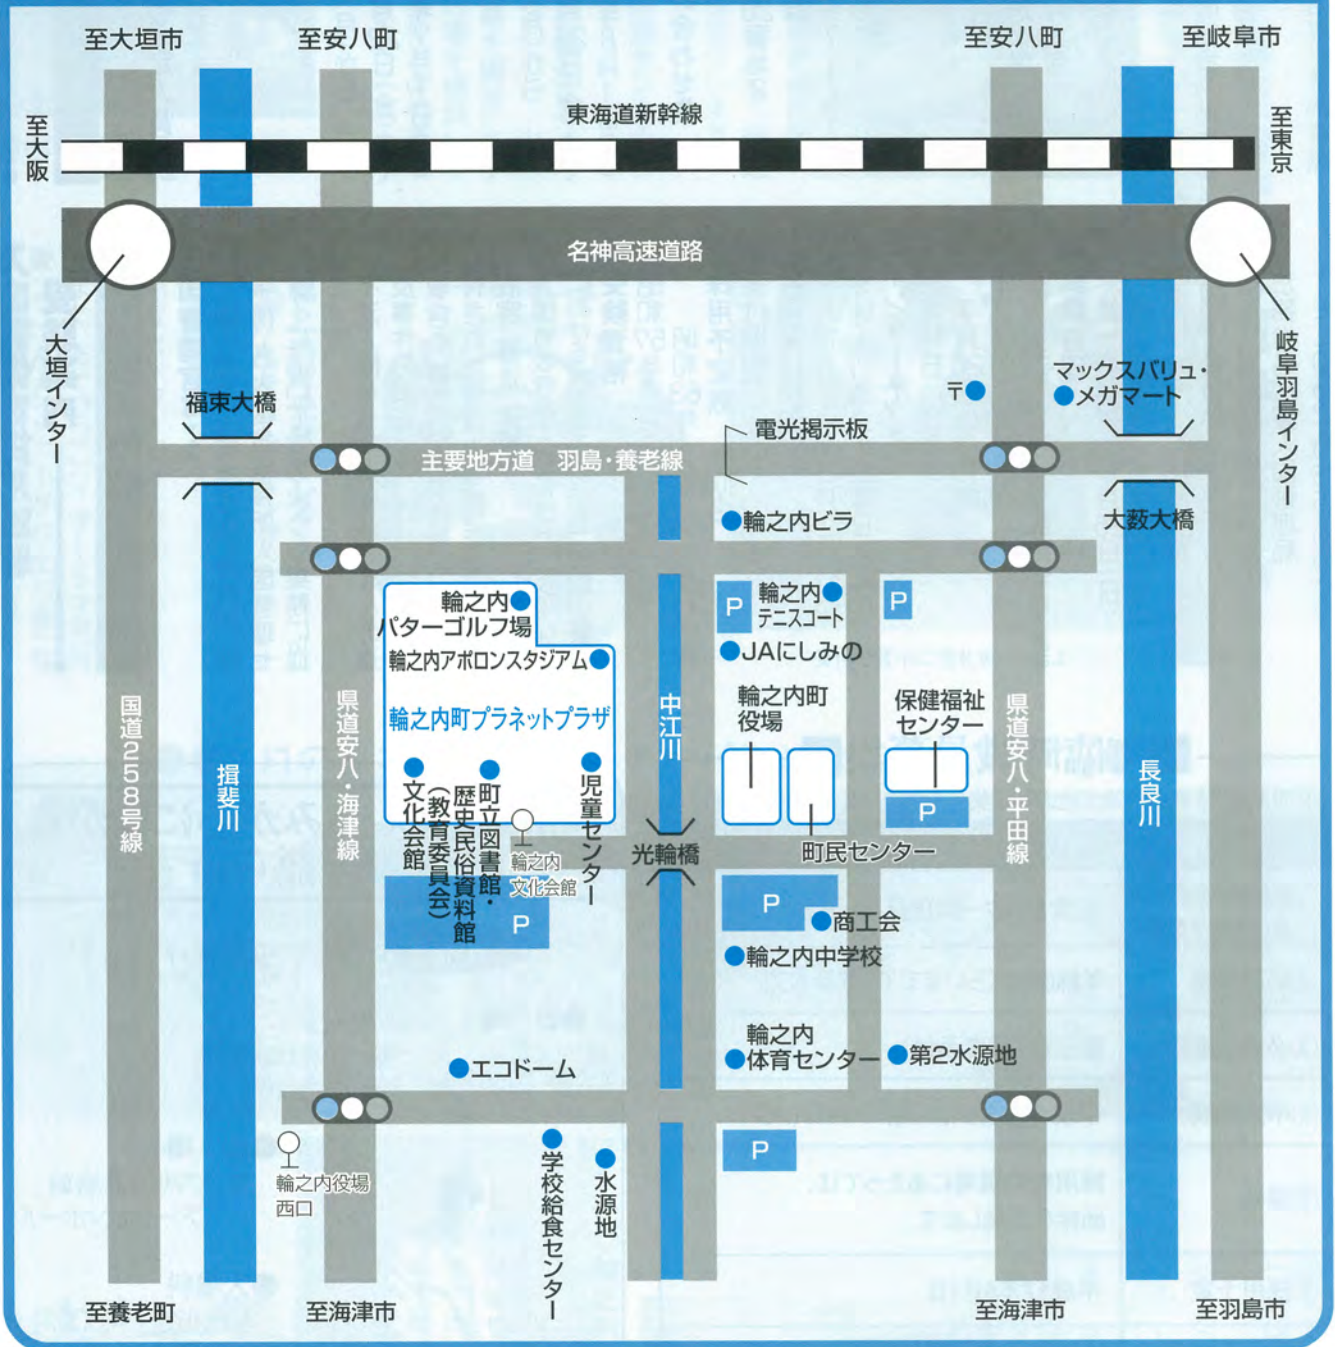 至大垣市
至安八町
至安八町
至岐阜市
東海道新幹線
至大阪
至東京
名神高速道路
大垣インター
岐阜羽島インター
福束大橋
〒
マックスバリュ・
メガマート
電光掲示板
主要地方道 羽島・養老線
輪之内ビラ
大薮大橋
輪之内
パターゴルフ場
輪之内アポロンスタジアム
輪之内町プラネットプラザ
P
輪之内
テニスコート
P
JAにしみの
輪之内町
役場
保健福祉
センター
国道258号線
揖斐川
県道安八・海津線
中江川
県道安八・平田線
長良川
文化会館
町立図書館・
歴史民俗資料館
(教育委員会)
児童センター
輪之内
文化会館
光輪橋
町民センター
P
P
P
商工会
輪之内中学校
輪之内
体育センター
第2水源地
エコドーム
輪之内役場
西口
学校給食センター
水源地
P
至養老町
至海津市
至海津市
至羽島市